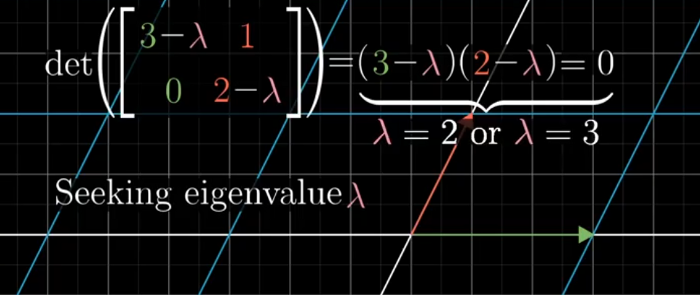 det([3−λ 1
0 2−λ])=(3−λ)(2−λ)=0
λ = 2 or λ = 3
Seeking eigenvalue λ